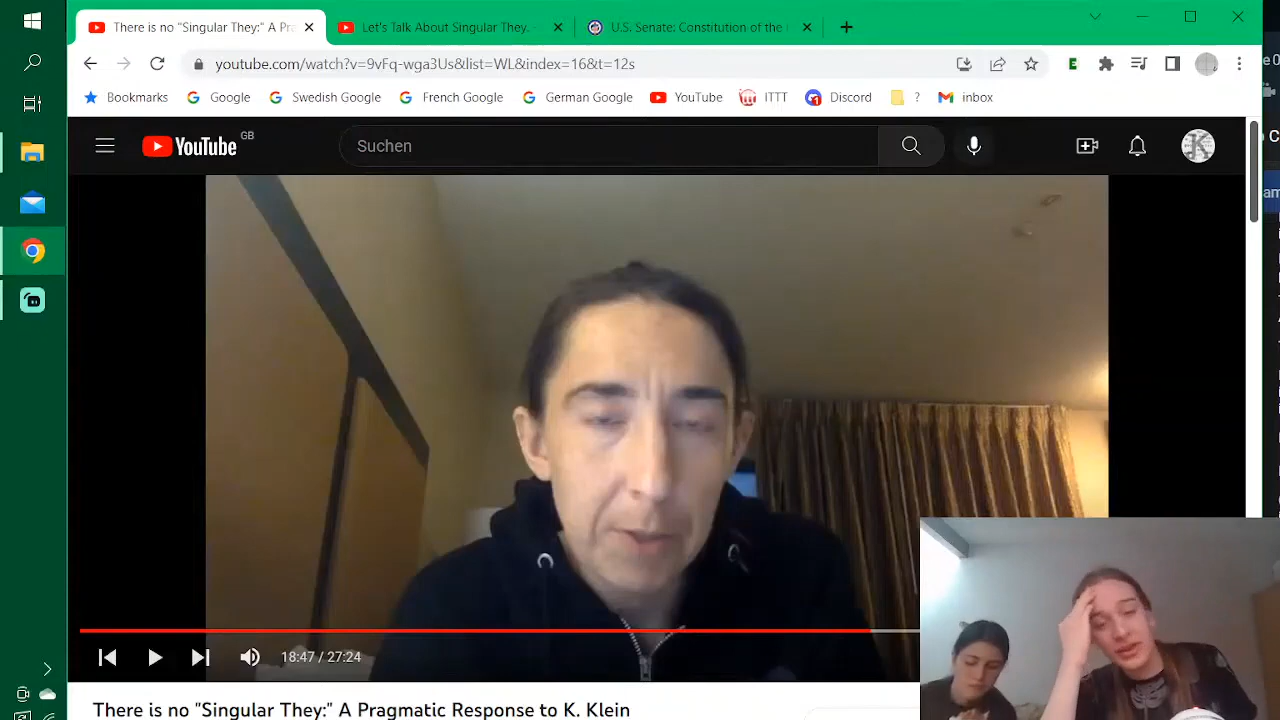 There is no "Singular They:" A Pr
Let's Talk About Singular They.
U.S. Senate: Constitution of the
youtube.com/watch?v=9vFq-wga3Us&list=WL&index=16&t=12s
Bookmarks Google Swedish Google French Google German Google YouTube ITTT Discord ? inbox
YouTube GB
Suchen
K
18:47 / 27:24
There is no "Singular They:" A Pragmatic Response to K. Klein